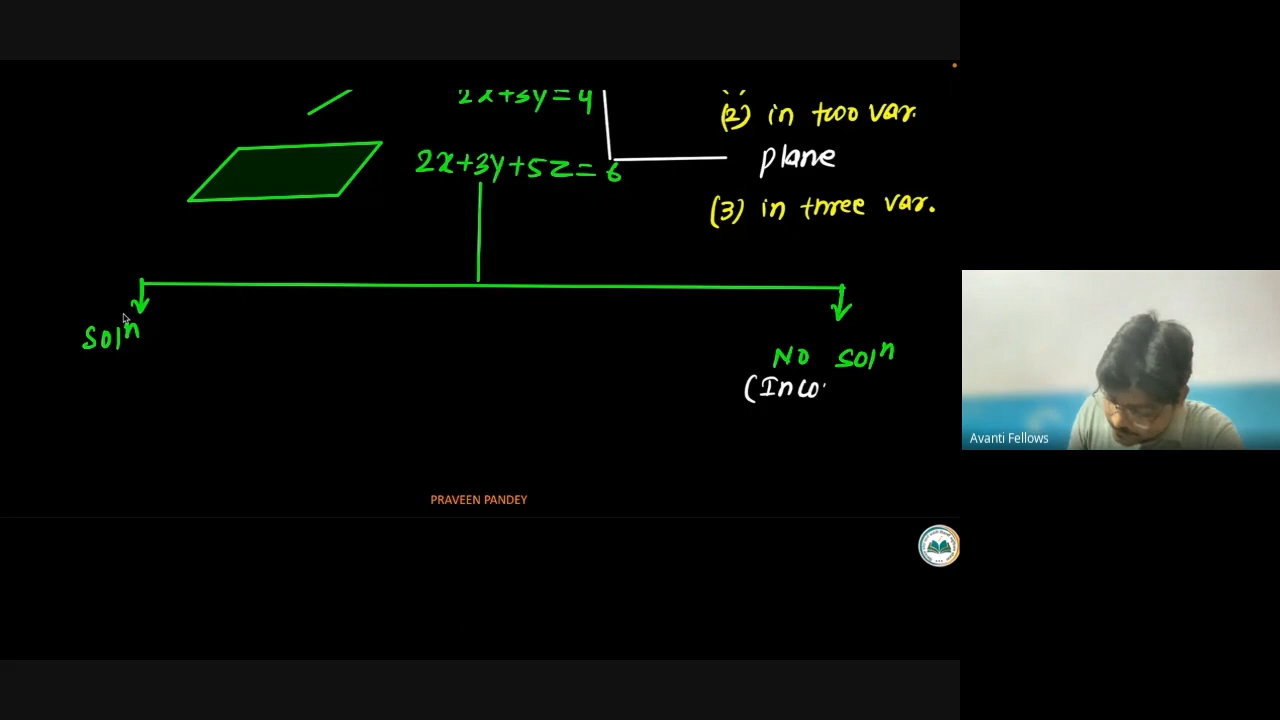 2x+3y=4
(2) in two var.
2x+3y+5z=6
plane
(3) in three var.
Solⁿ
NO Solⁿ
(Inco
Avanti Fellows
PRAVEEN PANDEY